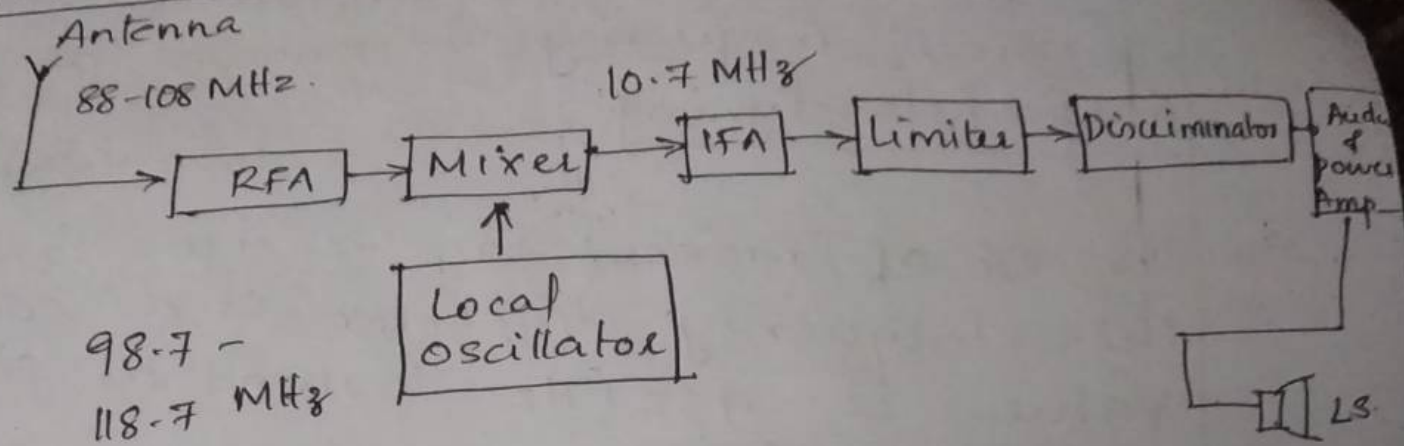 Antenna
88-108 MHz.
10.7 MHz
RFA
Mixer
IFA
Limiter
Discriminator
Audio
&
Power
Amp
Local
oscillator
98.7 -
118.7 MHz
LS.